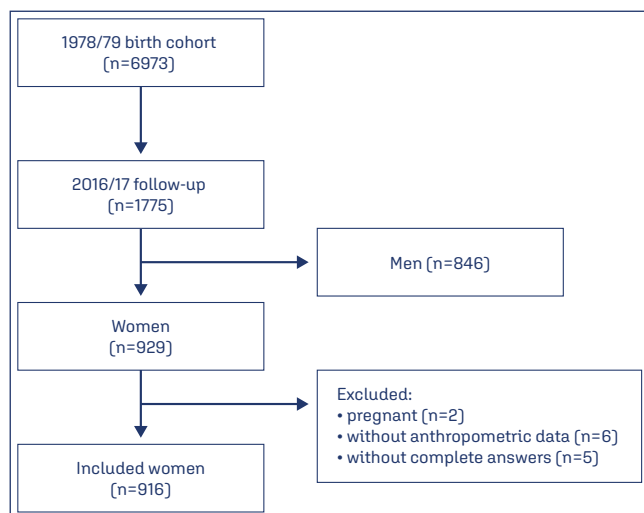 1978/79 birth cohort
(n=6973)
2016/17 follow-up
(n=1775)
Men (n=846)
Women
(n=929)
Excluded:
• pregnant (n=2)
• without anthropometric data (n=6)
• without complete answers (n=5)
Included women
(n=916)